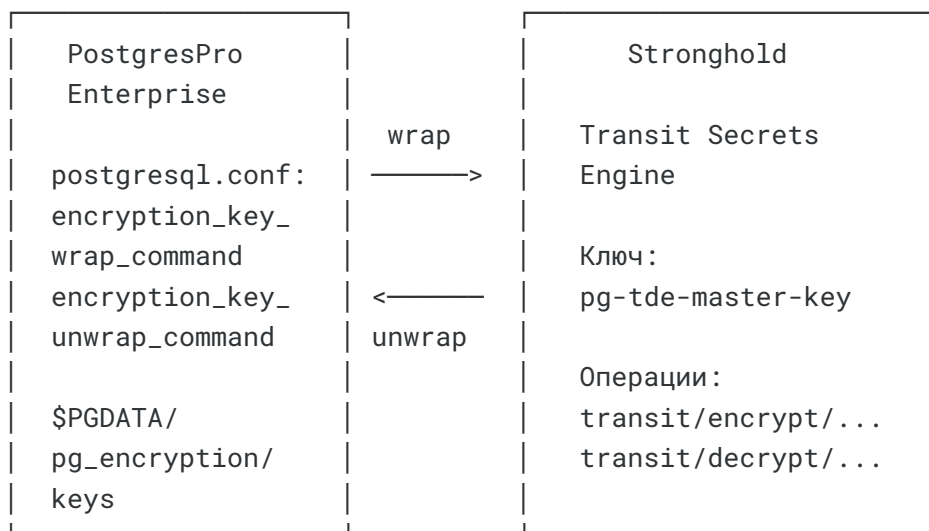 PostgresPro
Enterprise
postgresql.conf:
encryption_key_
wrap_command
encryption_key_
unwrap_command
$PGDATA/
pg_encryption/
keys
wrap
unwrap
Stronghold
Transit Secrets
Engine
Ключ:
pg-tde-master-key
Операции:
transit/encrypt/...
transit/decrypt/...